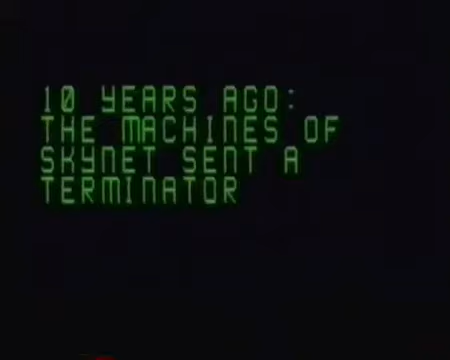 10 YEARS AGO:
THE MACHINES OF
SKYNET SENT A
TERMINATOR